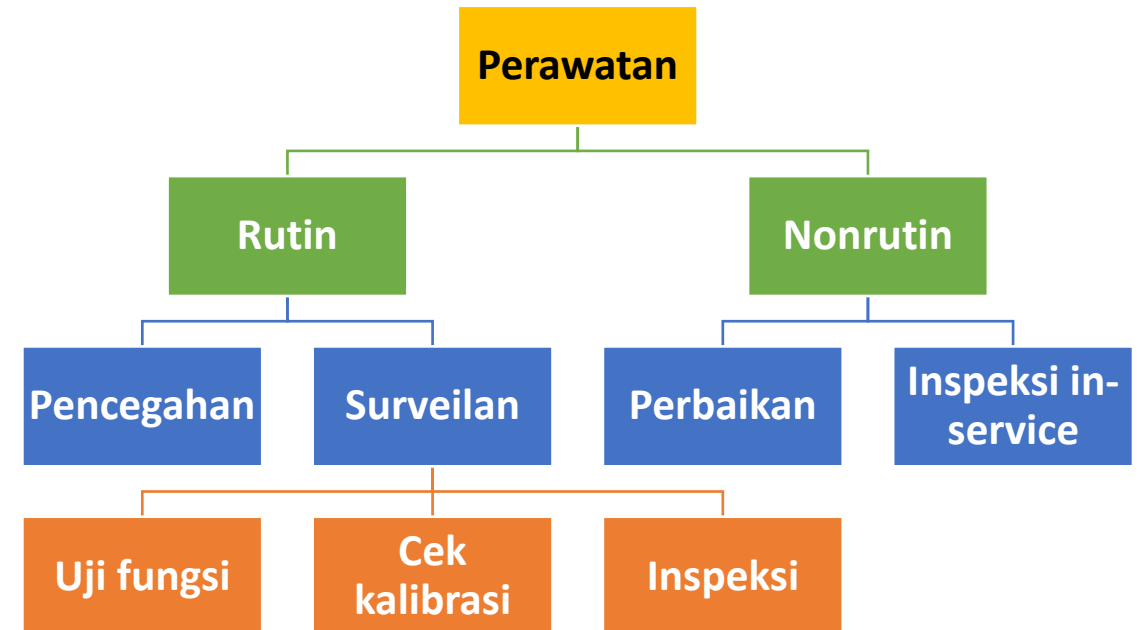 Perawatan
Rutin
Nonrutin
Pencegahan
Surveilan
Perbaikan
Inspeksi in-
service
Uji fungsi
Cek
kalibrasi
Inspeksi